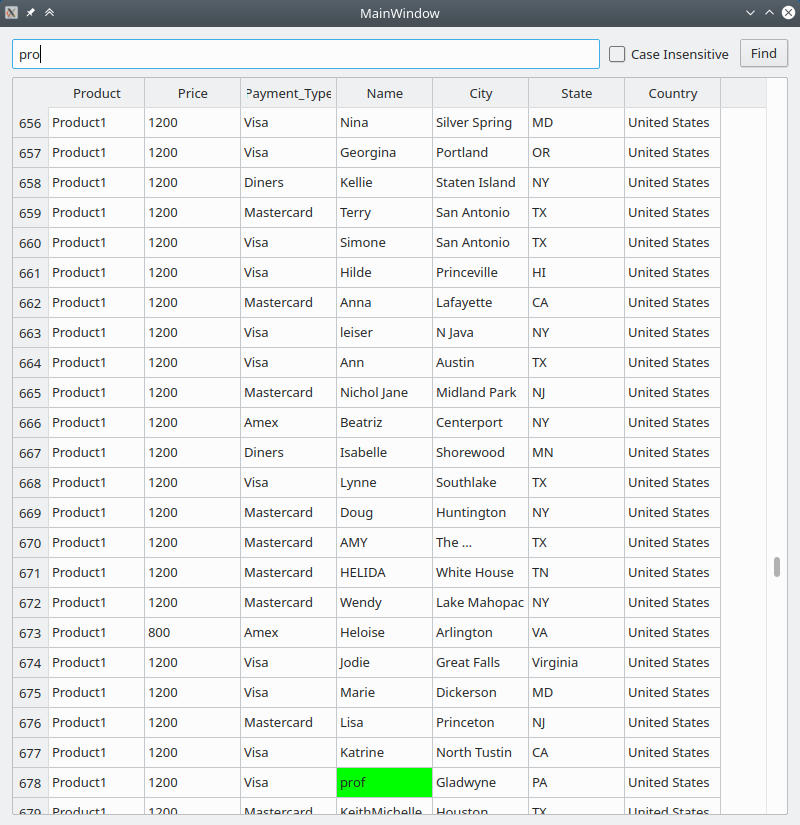 MainWindow
pro
Case Insensitive Find
Product Price Payment_Type Name City State Country
656 Product1 1200 Visa Nina Silver Spring MD United States
657 Product1 1200 Visa Georgina Portland OR United States
658 Product1 1200 Diners Kellie Staten Island NY United States
659 Product1 1200 Mastercard Terry San Antonio TX United States
660 Product1 1200 Visa Simone San Antonio TX United States
661 Product1 1200 Visa Hilde Princeville HI United States
662 Product1 1200 Mastercard Anna Lafayette CA United States
663 Product1 1200 Visa leiser N Java NY United States
664 Product1 1200 Visa Ann Austin TX United States
665 Product1 1200 Mastercard Nichol Jane Midland Park NJ United States
666 Product1 1200 Amex Beatriz Centerport NY United States
667 Product1 1200 Diners Isabelle Shorewood MN United States
668 Product1 1200 Visa Lynne Southlake TX United States
669 Product1 1200 Mastercard Doug Huntington NY United States
670 Product1 1200 Mastercard AMY The ... TX United States
671 Product1 1200 Mastercard HELIDA White House TN United States
672 Product1 1200 Mastercard Wendy Lake Mahopac NY United States
673 Product1 800 Amex Heloise Arlington VA United States
674 Product1 1200 Visa Jodie Great Falls Virginia United States
675 Product1 1200 Visa Marie Dickerson MD United States
676 Product1 1200 Mastercard Lisa Princeton NJ United States
677 Product1 1200 Visa Katrine North Tustin CA United States
678 Product1 1200 Visa prof Gladwyne PA United States
679 Product1 1200 Mastercard KeithMichelle Houston TX United States